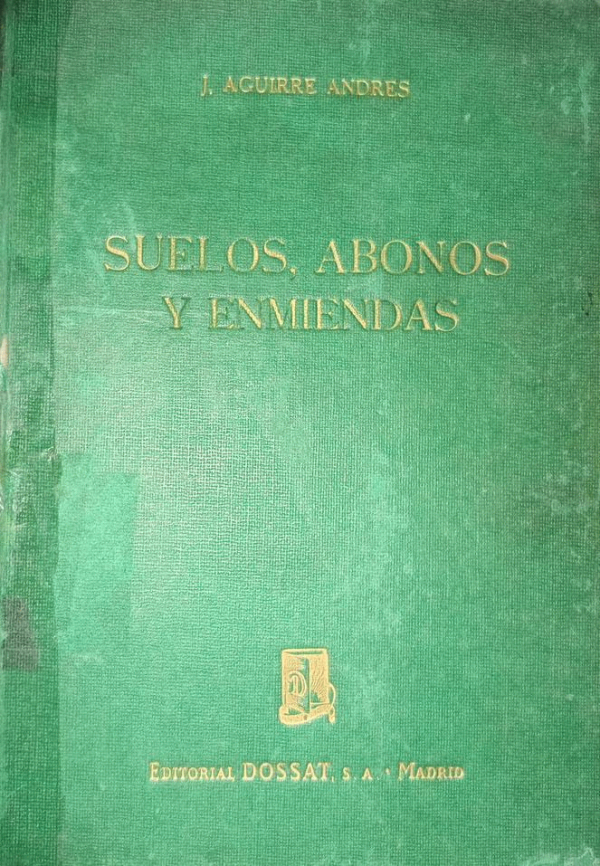 J. AGUIRRE ANDRES
SUELOS, ABONOS
Y ENMIENDAS
D
EDITORIAL DOSSAT, S. A. · MADRID